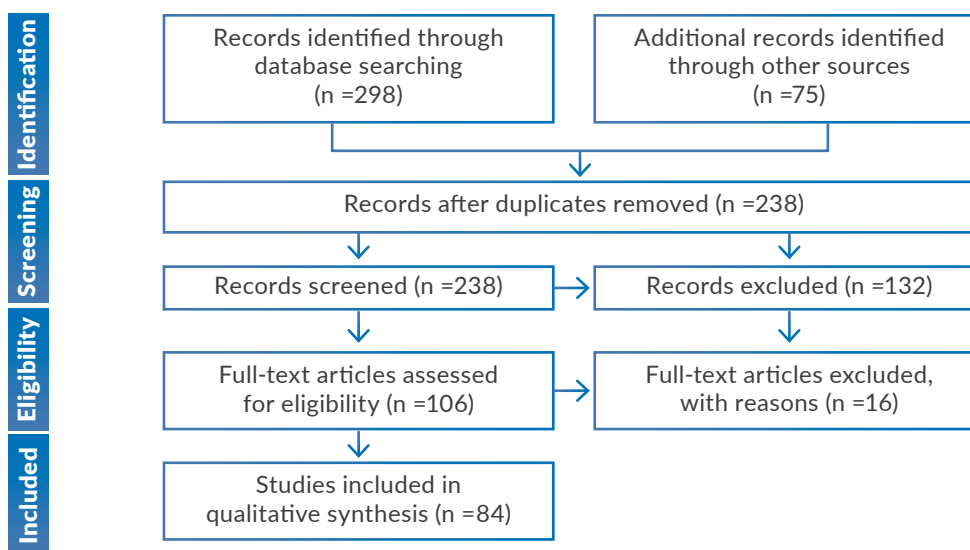 Identification
Records identified through
database searching
(n =298)
Additional records identified
through other sources
(n =75)
Screening
Records after duplicates removed (n =238)
Records screened (n =238)
Records excluded (n =132)
Eligibility
Full-text articles assessed
for eligibility (n =106)
Full-text articles excluded,
with reasons (n =16)
Included
Studies included in
qualitative synthesis (n =84)